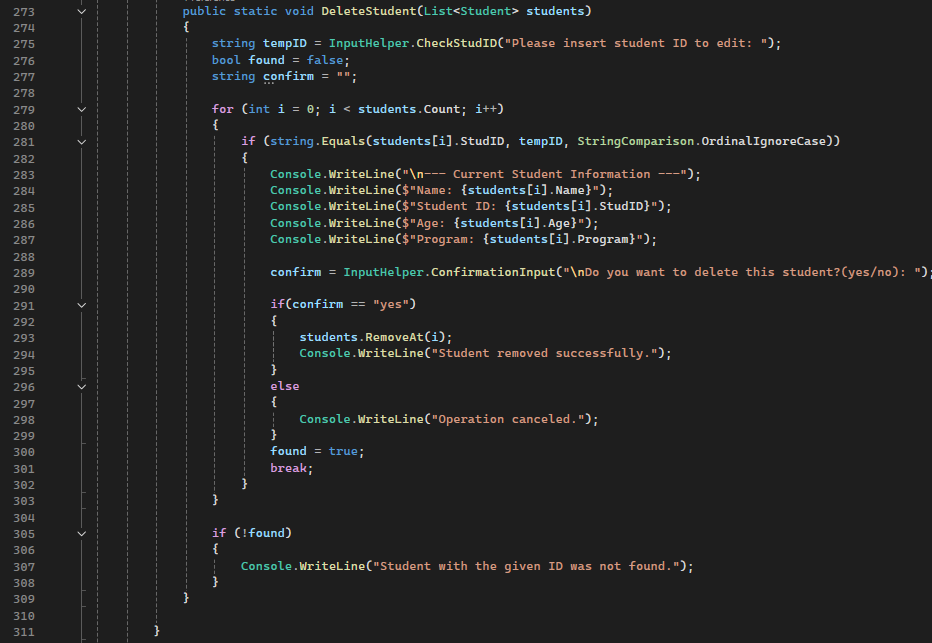 273 public static void DeleteStudent(List<Student> students)
274 {
275 string tempID = InputHelper.CheckStudID("Please insert student ID to edit: ");
276 bool found = false;
277 string confirm = "";
278
279 for (int i = 0; i < students.Count; i++)
280 {
281 if (string.Equals(students[i].StudID, tempID, StringComparison.OrdinalIgnoreCase))
282 {
283 Console.WriteLine("\n--- Current Student Information ---");
284 Console.WriteLine($"Name: {students[i].Name}");
285 Console.WriteLine($"Student ID: {students[i].StudID}");
286 Console.WriteLine($"Age: {students[i].Age}");
287 Console.WriteLine($"Program: {students[i].Program}");
288
289 confirm = InputHelper.ConfirmationInput("\nDo you want to delete this student?(yes/no): ");
290
291 if(confirm == "yes")
292 {
293 students.RemoveAt(i);
294 Console.WriteLine("Student removed successfully.");
295 }
296 else
297 {
298 Console.WriteLine("Operation canceled.");
299 }
300 found = true;
301 break;
302 }
303 }
304
305 if (!found)
306 {
307 Console.WriteLine("Student with the given ID was not found.");
308 }
309 }
310
311 }